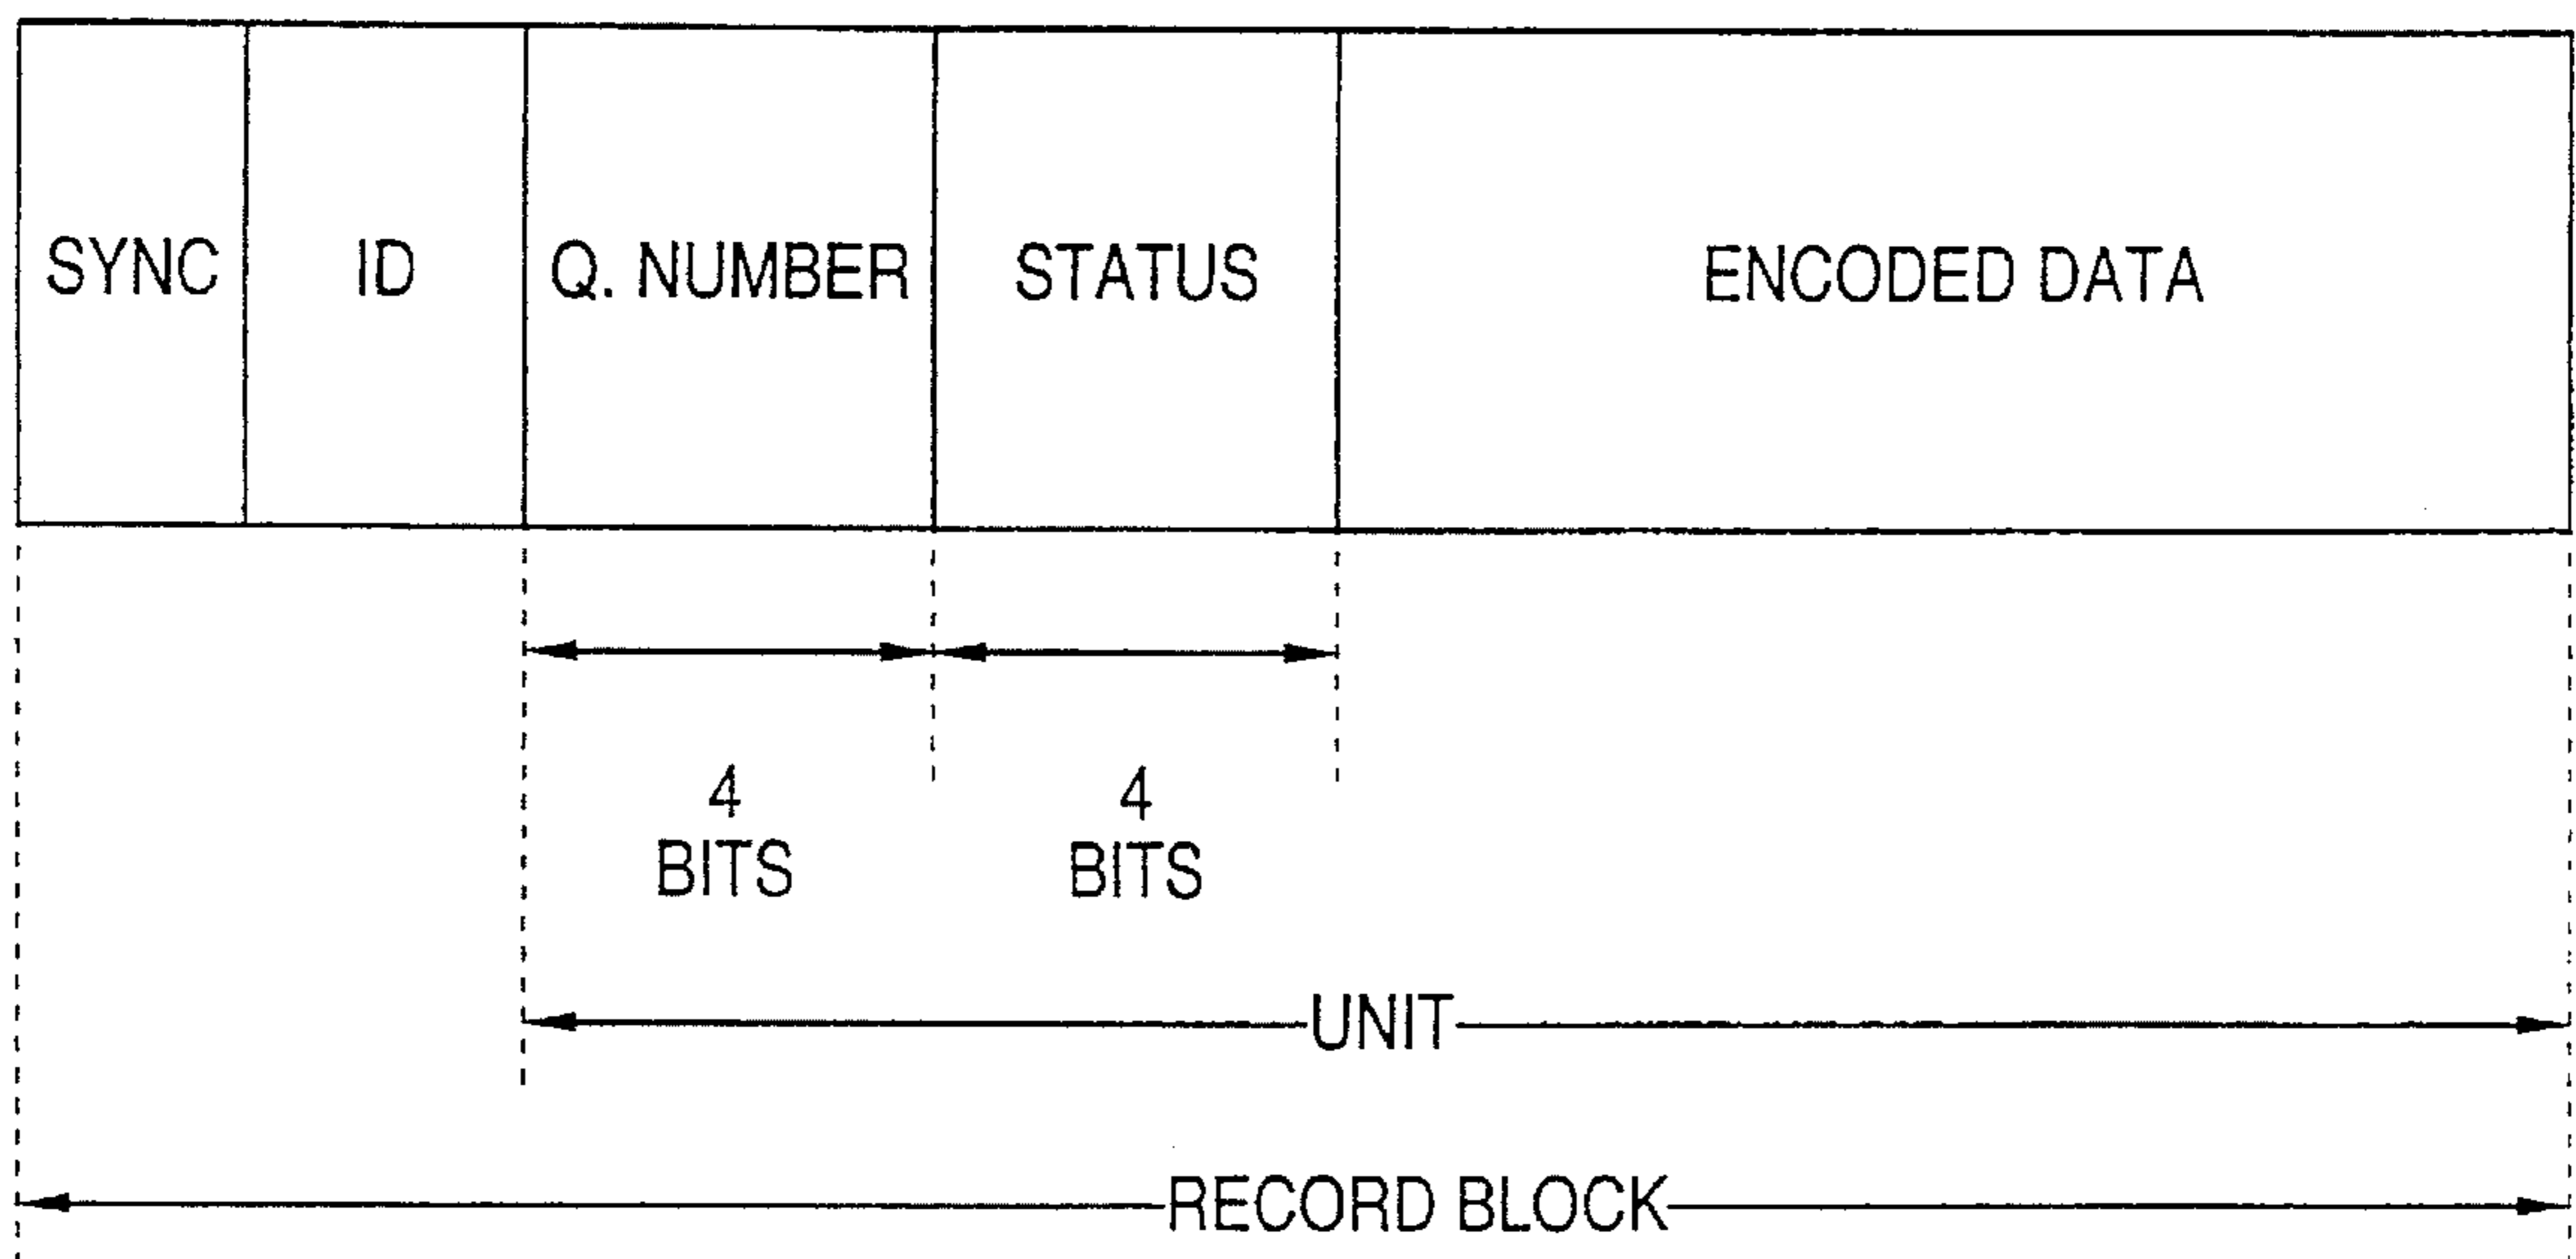 SYNC ID Q. NUMBER STATUS ENCODED DATA
4 4
BITS BITS
UNIT
RECORD BLOCK